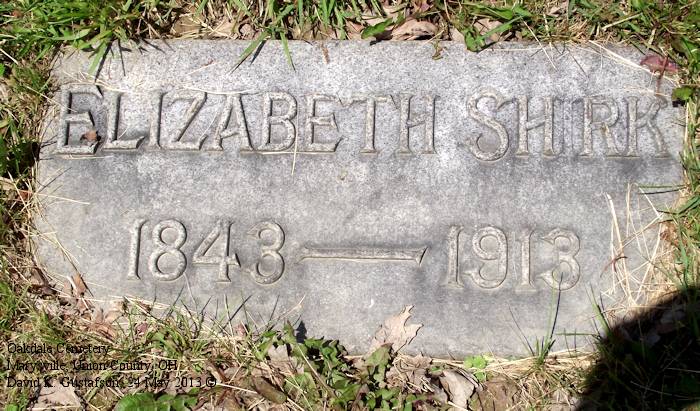 ELIZABETH SHIRK
1843 — 1913
Oakdale Cemetery
Marysville, Union County, OH
David K. Gustafson, 24 May 2013 ©